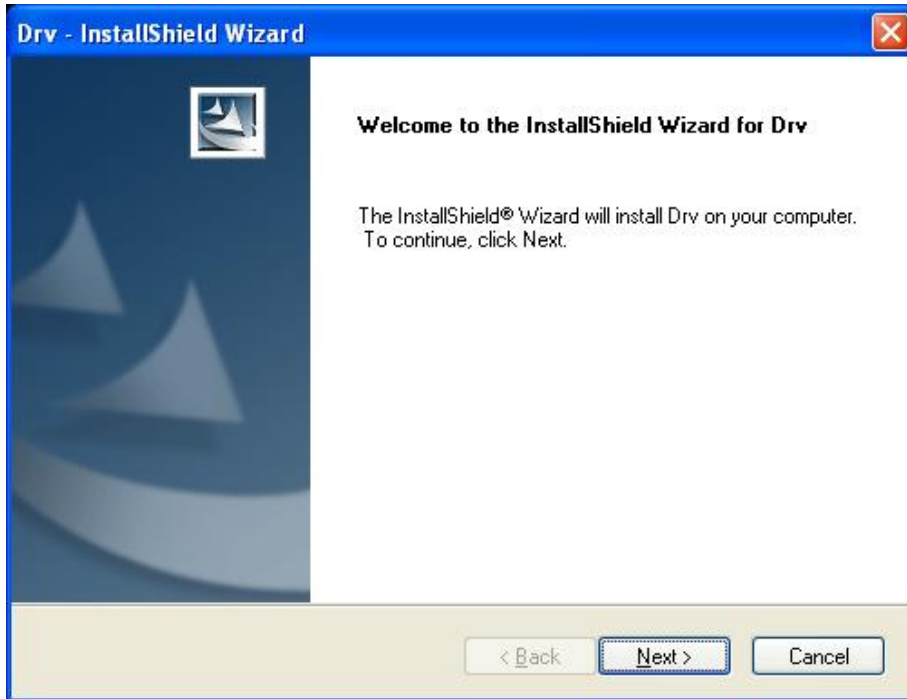 Drv - InstallShield Wizard
Welcome to the InstallShield Wizard for Drv
The InstallShield® Wizard will install Drv on your computer.
To continue, click Next.
< Back
Next >
Cancel